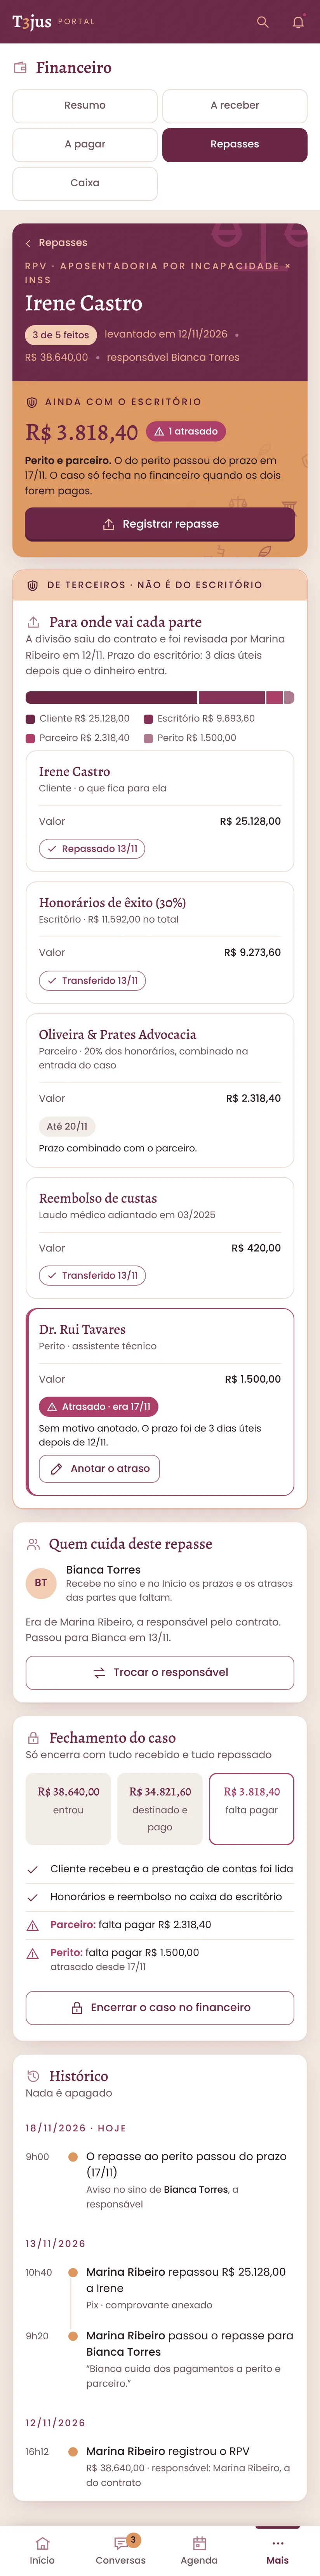 T3jus PORTAL
Financeiro
Resumo
A receber
A pagar
Repasses
Caixa
Repasses
RPV · APOSENTADORIA POR INCAPACIDADE ×
INSS
Irene Castro
3 de 5 feitos levantado em 12/11/2026
R$ 38.640,00 responsável Bianca Torres
AINDA COM O ESCRITÓRIO
R$ 3.818,40 1 atrasado
Perito e parceiro. O do perito passou do prazo em
17/11. O caso só fecha no financeiro quando os dois
forem pagos.
Registrar repasse
DE TERCEIROS · NÃO É DO ESCRITÓRIO
Para onde vai cada parte
A divisão saiu do contrato e foi revisada por Marina
Ribeiro em 12/11. Prazo do escritório: 3 dias úteis
depois que o dinheiro entra.
Cliente R$ 25.128,00 Escritório R$ 9.693,60
Parceiro R$ 2.318,40 Perito R$ 1.500,00
Irene Castro
Cliente · o que fica para ela
Valor R$ 25.128,00
Repassado 13/11
Honorários de êxito (30%)
Escritório · R$ 11.592,00 no total
Valor R$ 9.273,60
Transferido 13/11
Oliveira & Prates Advocacia
Parceiro · 20% dos honorários, combinado na
entrada do caso
Valor R$ 2.318,40
Até 20/11
Prazo combinado com o parceiro.
Reembolso de custas
Laudo médico adiantado em 03/2025
Valor R$ 420,00
Transferido 13/11
Dr. Rui Tavares
Perito · assistente técnico
Valor R$ 1.500,00
Atrasado · era 17/11
Sem motivo anotado. O prazo foi de 3 dias úteis
depois de 12/11.
Anotar o atraso
Quem cuida deste repasse
BT
Bianca Torres
Recebe no sino e no Início os prazos e os atrasos
das partes que faltam.
Era de Marina Ribeiro, a responsável pelo contrato.
Passou para Bianca em 13/11.
Trocar o responsável
Fechamento do caso
Só encerra com tudo recebido e tudo repassado
R$ 38.640,00
entrou
R$ 34.821,60
destinado e
pago
R$ 3.818,40
falta pagar
Cliente recebeu e a prestação de contas foi lida
Honorários e reembolso no caixa do escritório
Parceiro: falta pagar R$ 2.318,40
Perito: falta pagar R$ 1.500,00
atrasado desde 17/11
Encerrar o caso no financeiro
Histórico
Nada é apagado
18/11/2026 · HOJE
9h00 O repasse ao perito passou do prazo
(17/11)
Aviso no sino de Bianca Torres, a
responsável
13/11/2026
10h40 Marina Ribeiro repassou R$ 25.128,00
a Irene
Pix · comprovante anexado
9h20 Marina Ribeiro passou o repasse para
Bianca Torres
“Bianca cuida dos pagamentos a perito e
parceiro.”
12/11/2026
16h12 Marina Ribeiro registrou o RPV
R$ 38.640,00 · responsável: Marina Ribeiro, a
do contrato
3
Início
Conversas
Agenda
Mais